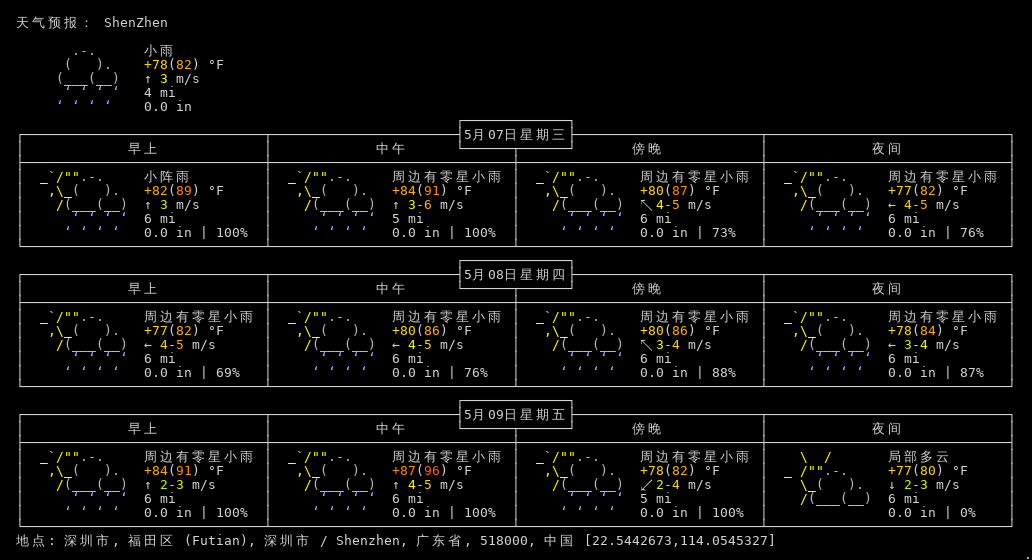 天气预报： ShenZhen
小雨
+78(82) °F
↑ 3 m/s
4 mi
0.0 in
5月07日星期三
早上 中午 傍晚 夜间
小阵雨 周边有零星小雨 周边有零星小雨 周边有零星小雨
+82(89) °F +84(91) °F +80(87) °F +77(82) °F
↑ 3 m/s ↑ 3-6 m/s ↖ 4-5 m/s ← 4-5 m/s
6 mi 5 mi 6 mi 6 mi
0.0 in | 100% 0.0 in | 100% 0.0 in | 73% 0.0 in | 76%
5月08日星期四
早上 中午 傍晚 夜间
周边有零星小雨 周边有零星小雨 周边有零星小雨 周边有零星小雨
+77(82) °F +80(86) °F +80(86) °F +78(84) °F
← 4-5 m/s ← 4-5 m/s ↖ 3-4 m/s ← 3-4 m/s
6 mi 6 mi 6 mi 6 mi
0.0 in | 69% 0.0 in | 76% 0.0 in | 88% 0.0 in | 87%
5月09日星期五
早上 中午 傍晚 夜间
周边有零星小雨 周边有零星小雨 周边有零星小雨 局部多云
+84(91) °F +87(96) °F +78(82) °F +77(80) °F
↑ 2-3 m/s ↑ 4-5 m/s ↙ 2-4 m/s ↓ 2-3 m/s
6 mi 6 mi 5 mi 6 mi
0.0 in | 100% 0.0 in | 100% 0.0 in | 100% 0.0 in | 0%
地点: 深圳市, 福田区 (Futian), 深圳市 / Shenzhen, 广东省, 518000, 中国 [22.5442673,114.0545327]